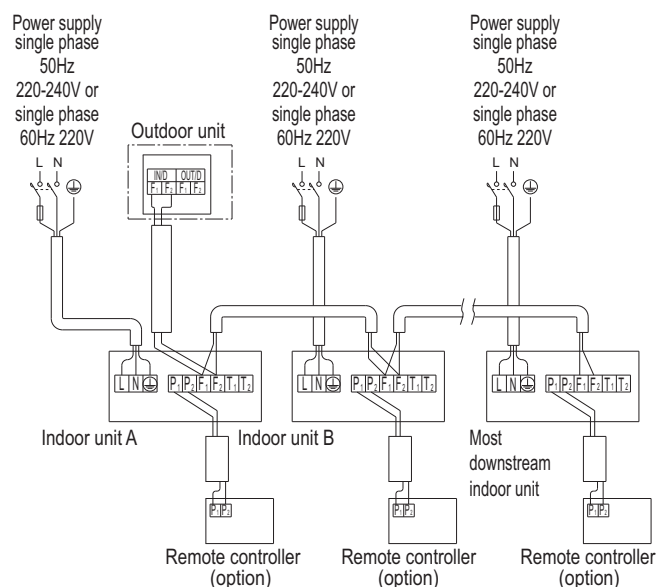 Power supply
single phase
50Hz
220-240V or
single phase
60Hz 220V
L N
Power supply
single phase
50Hz
220-240V or
single phase
60Hz 220V
L N
Power supply
single phase
50Hz
220-240V or
single phase
60Hz 220V
L N
Outdoor unit
IN/D OUT/D
F1 F2 F1 F2
L N
P1 P2 F1 F2 T1 T2
L N
P1 P2 F1 F2 T1 T2
L N
P1 P2 F1 F2 T1 T2
Indoor unit A
Indoor unit B
Most
downstream
indoor unit
P1 P2
P1 P2
P1 P2
Remote controller
(option)
Remote controller
(option)
Remote controller
(option)